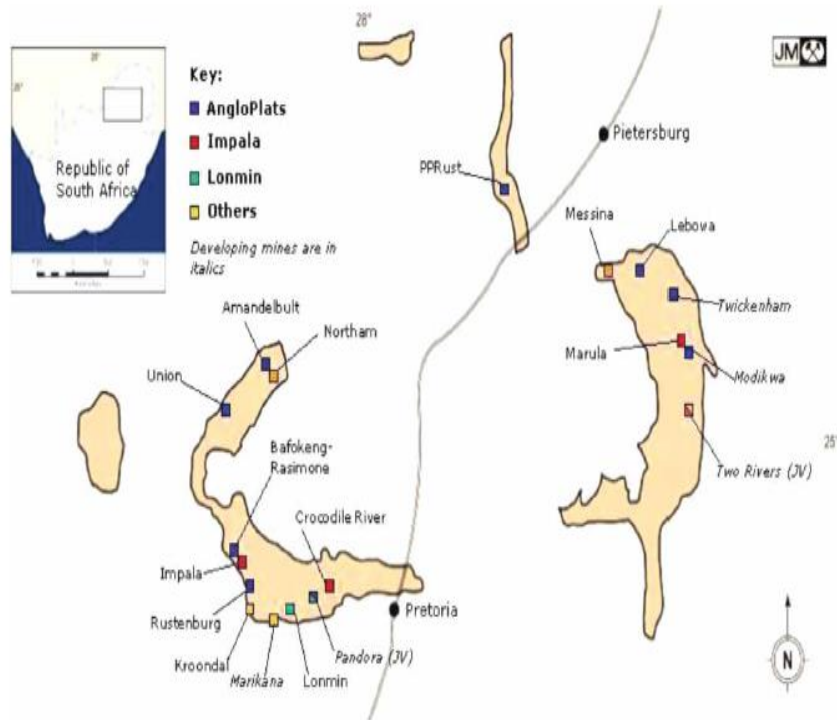 28°
JM
Key:
AngloPlats
Impala
Lonmin
Others
Developing mines are in
italics
Republic of
South Africa
Pietersburg
PPRust
Messina
Lebowa
Twickenham
Marula
Modikwa
Two Rivers (JV)
25°
Amandelbult
Northam
Union
Bafokeng-
Rasimone
Crocodile River
Impala
Rustenburg
Kroondal
Marikana
Lonmin
Pandora (JV)
Pretoria
N